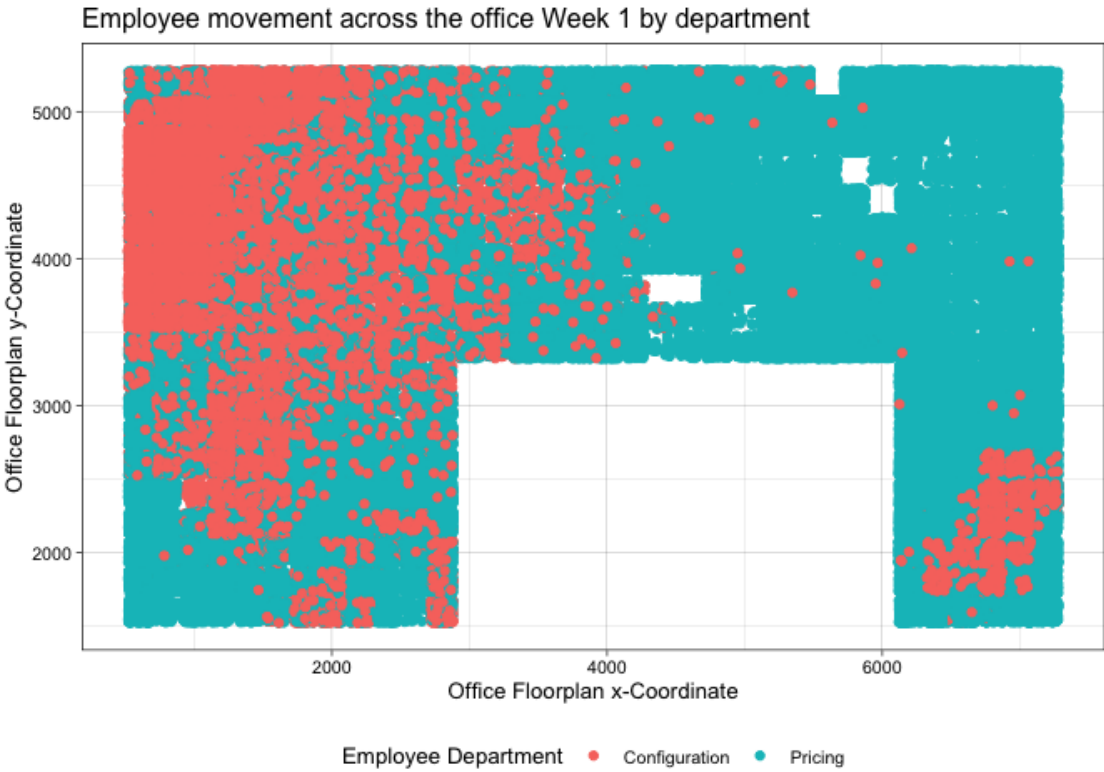 Employee movement across the office Week 1 by department
Office Floorplan y-Coordinate
5000
4000
3000
2000
2000 4000 6000
Office Floorplan x-Coordinate
Employee Department Configuration Pricing